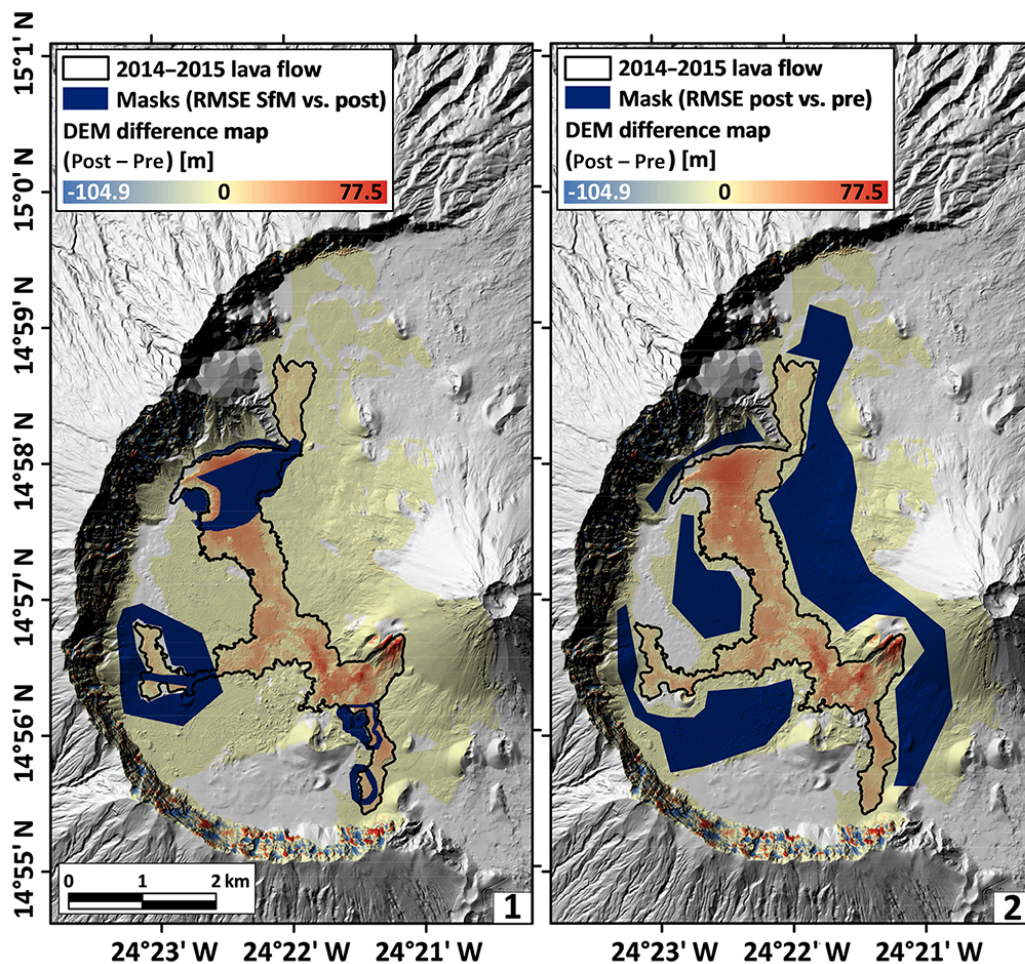 2014–2015 lava flow
Masks (RMSE SfM vs. post)
DEM difference map
(Post – Pre) [m]
-104.9 0 77.5
2014–2015 lava flow
Mask (RMSE post vs. pre)
DEM difference map
(Post – Pre) [m]
-104.9 0 77.5
15°1' N
15°0' N
14°59' N
14°58' N
14°57' N
14°56' N
14°55' N
0 1 2 km
1
2
24°23' W 24°22' W 24°21' W
24°23' W 24°22' W 24°21' W